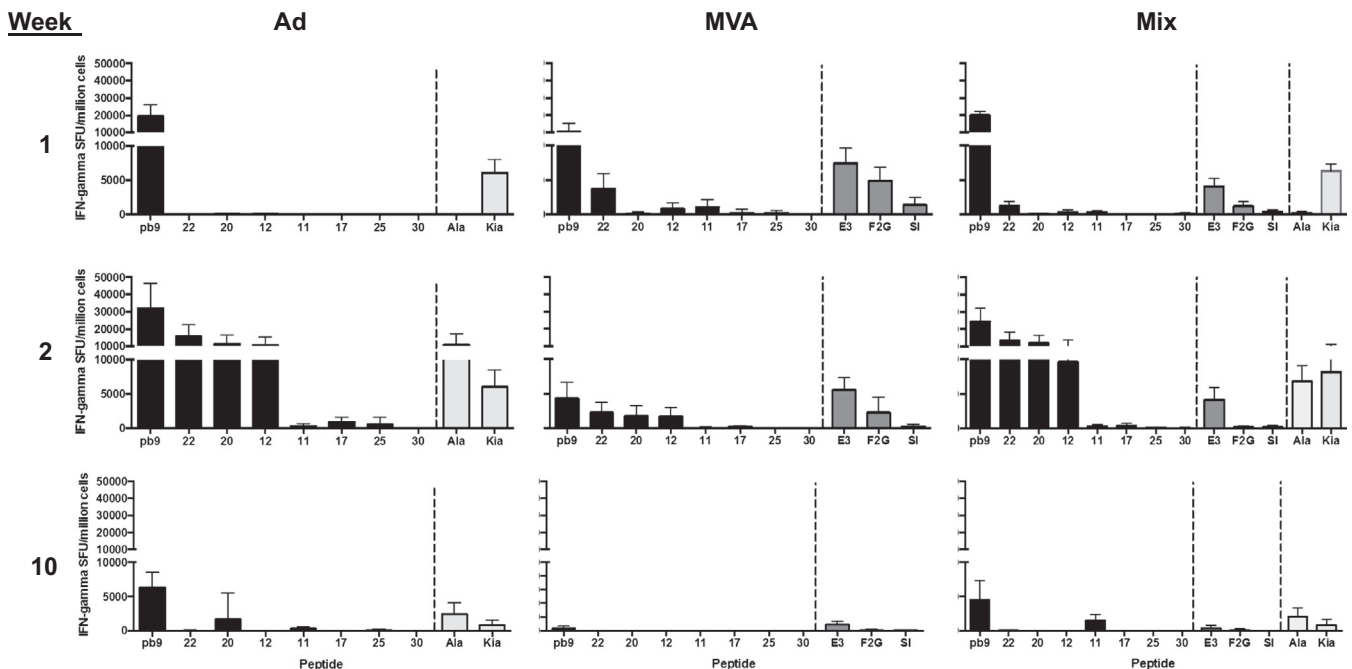 Week Ad MVA Mix
1
IFN-gamma SFU/million cells
50000
40000
30000
20000
10000
10000
5000
0
pb9 22 20 12 11 17 25 30 Ala Kia
pb9 22 20 12 11 17 25 30 E3 F2G SI
pb9 22 20 12 11 17 25 30 E3 F2G SI Ala Kia
2
IFN-gamma SFU/million cells
50000
40000
30000
20000
10000
10000
5000
0
pb9 22 20 12 11 17 25 30 Ala Kia
pb9 22 20 12 11 17 25 30 E3 F2G SI
pb9 22 20 12 11 17 25 30 E3 F2G SI Ala Kia
10
IFN-gamma SFU/million cells
50000
40000
30000
20000
10000
10000
5000
0
pb9 22 20 12 11 17 25 30 Ala Kia
pb9 22 20 12 11 17 25 30 E3 F2G SI
pb9 22 20 12 11 17 25 30 E3 F2G SI Ala Kia
Peptide Peptide Peptide